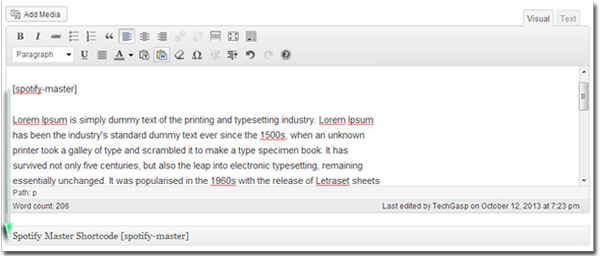 Add Media
Visual Text
B I ABC
Paragraph U A
[spotify-master]
Lorem Ipsum is simply dummy text of the printing and typesetting industry. Lorem Ipsum
has been the industry's standard dummy text ever since the 1500s, when an unknown
printer took a galley of type and scrambled it to make a type specimen book. It has
survived not only five centuries, but also the leap into electronic typesetting, remaining
essentially unchanged. It was popularised in the 1960s with the release of Letraset sheets
Path: p
Word count: 206 Last edited by TechGasp on October 12, 2013 at 7:23 pm
Spotify Master Shortcode [spotify-master]